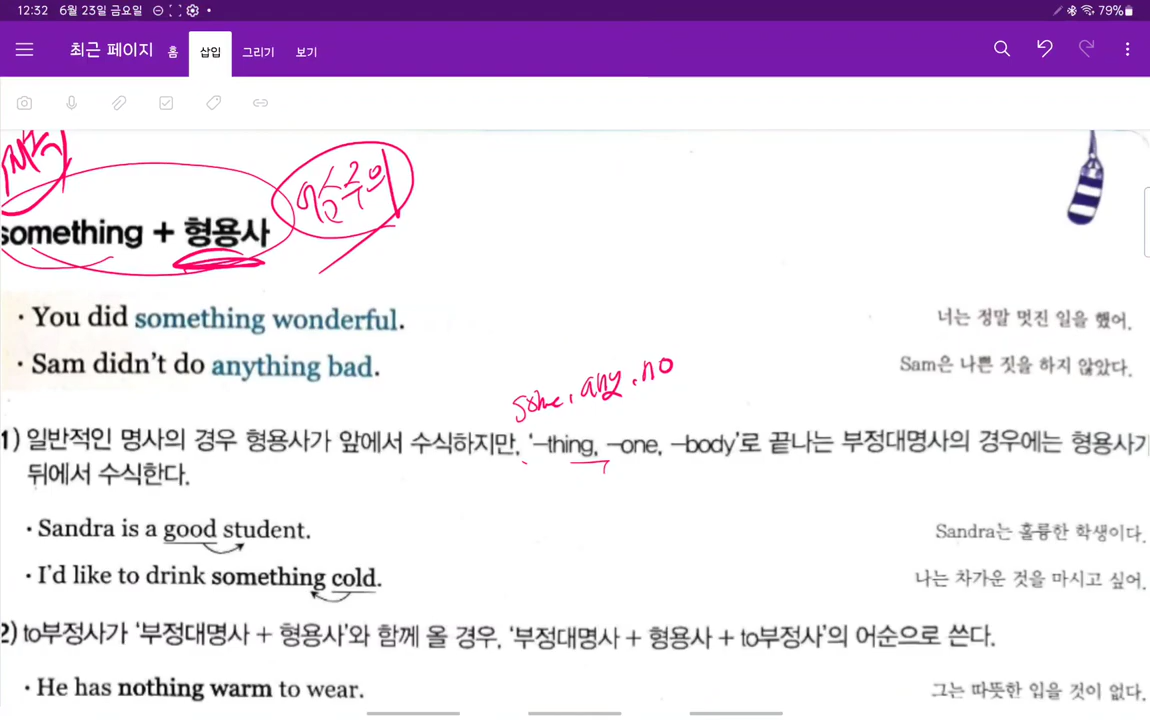 12:32 6월 23일 금요일 79%
최근 페이지 홈 삽입 그리기 보기
어순주의
something + 형용사
· You did something wonderful. 너는 정말 멋진 일을 했어.
· Sam didn't do anything bad. Sam은 나쁜 짓을 하지 않았다.
some, any, no
1) 일반적인 명사의 경우 형용사가 앞에서 수식하지만, '–thing, –one, –body'로 끝나는 부정대명사의 경우에는 형용사가
뒤에서 수식한다.
· Sandra is a good student. Sandra는 훌륭한 학생이다.
· I'd like to drink something cold. 나는 차가운 것을 마시고 싶어.
2) to부정사가 '부정대명사 + 형용사'와 함께 올 경우, '부정대명사 + 형용사 + to부정사'의 어순으로 쓴다.
· He has nothing warm to wear. 그는 따뜻한 입을 것이 없다.